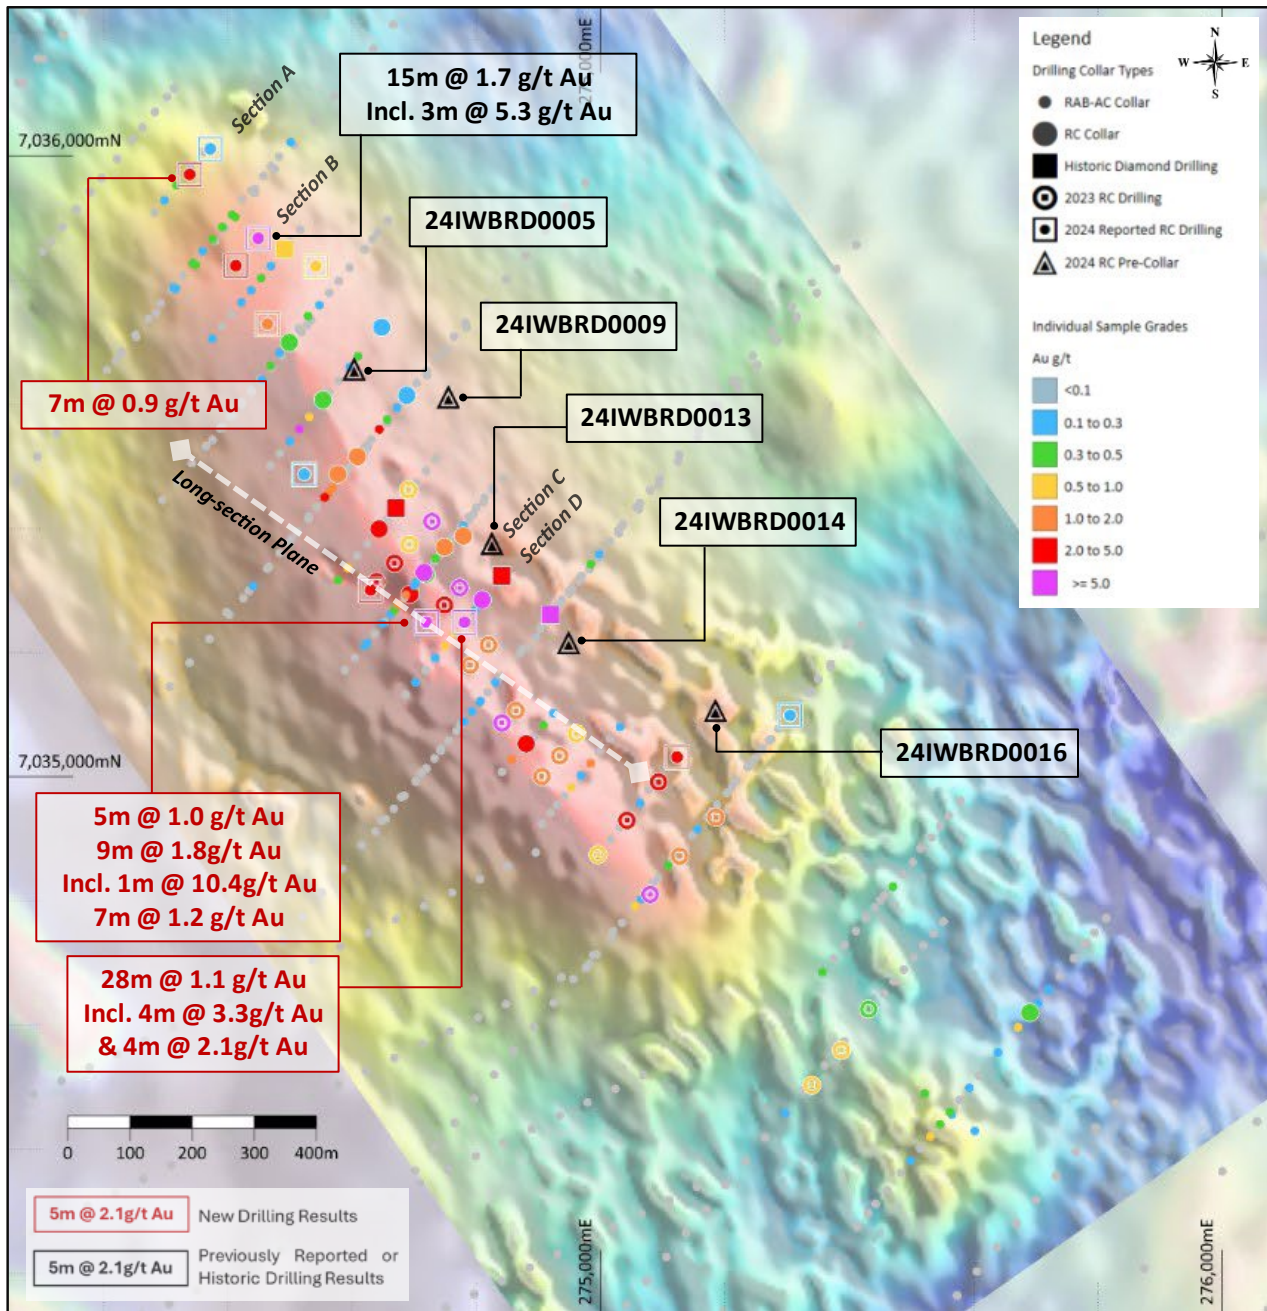 275,000mE
Legend
Drilling Collar Types
RAB-AC Collar
RC Collar
Historic Diamond Drilling
2023 RC Drilling
2024 Reported RC Drilling
2024 RC Pre-Collar
Individual Sample Grades
Au g/t
<0.1
0.1 to 0.3
0.3 to 0.5
0.5 to 1.0
1.0 to 2.0
2.0 to 5.0
>= 5.0
N
W
E
S
15m @ 1.7 g/t Au
Incl. 3m @ 5.3 g/t Au
Section A
7,036,000mN
Section B
24IWBRD0005
24IWBRD0009
7m @ 0.9 g/t Au
24IWBRD0013
Long-section Plane
Section C
Section D
24IWBRD0014
24IWBRD0016
7,035,000mN
5m @ 1.0 g/t Au
9m @ 1.8g/t Au
Incl. 1m @ 10.4g/t Au
7m @ 1.2 g/t Au
28m @ 1.1 g/t Au
Incl. 4m @ 3.3g/t Au
& 4m @ 2.1g/t Au
0 100 200 300 400m
5m @ 2.1g/t Au New Drilling Results
5m @ 2.1g/t Au Previously Reported or
Historic Drilling Results
275,000mE
276,000mE